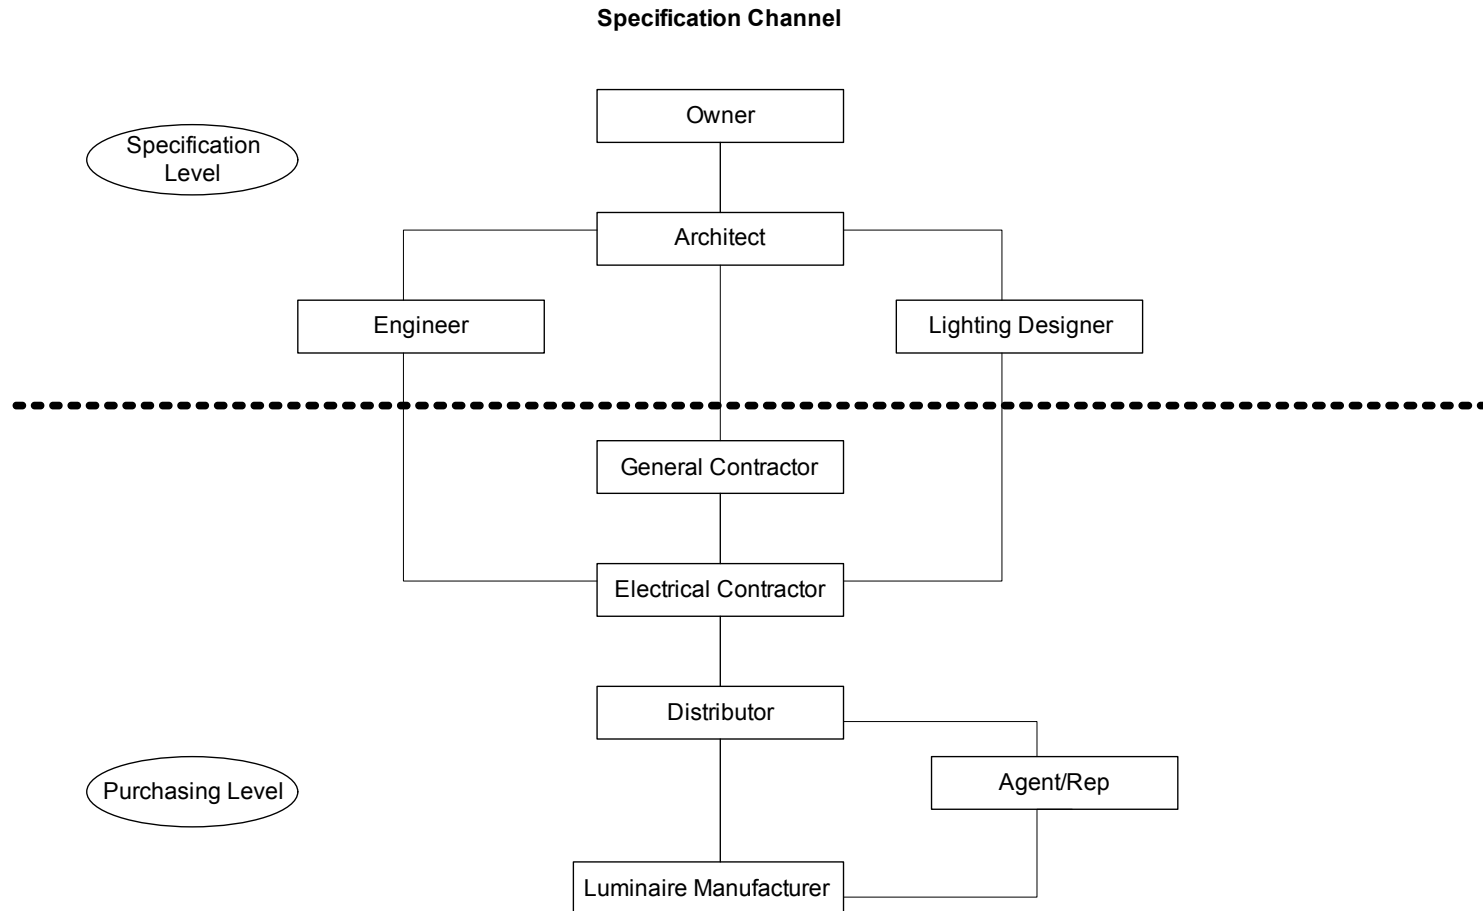 Specification Channel
Owner
Specification
Level
Architect
Engineer
Lighting Designer
General Contractor
Electrical Contractor
Distributor
Agent/Rep
Purchasing Level
Luminaire Manufacturer